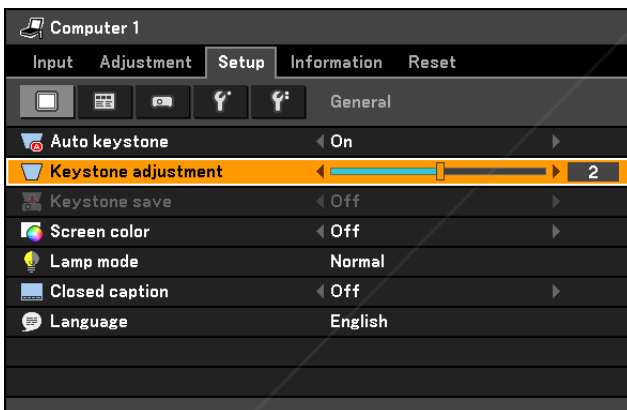 Computer 1
Input Adjustment Setup Information Reset
General
Auto keystone On
Keystone adjustment 2
Keystone save Off
Screen color Off
Lamp mode Normal
Closed caption Off
Language English